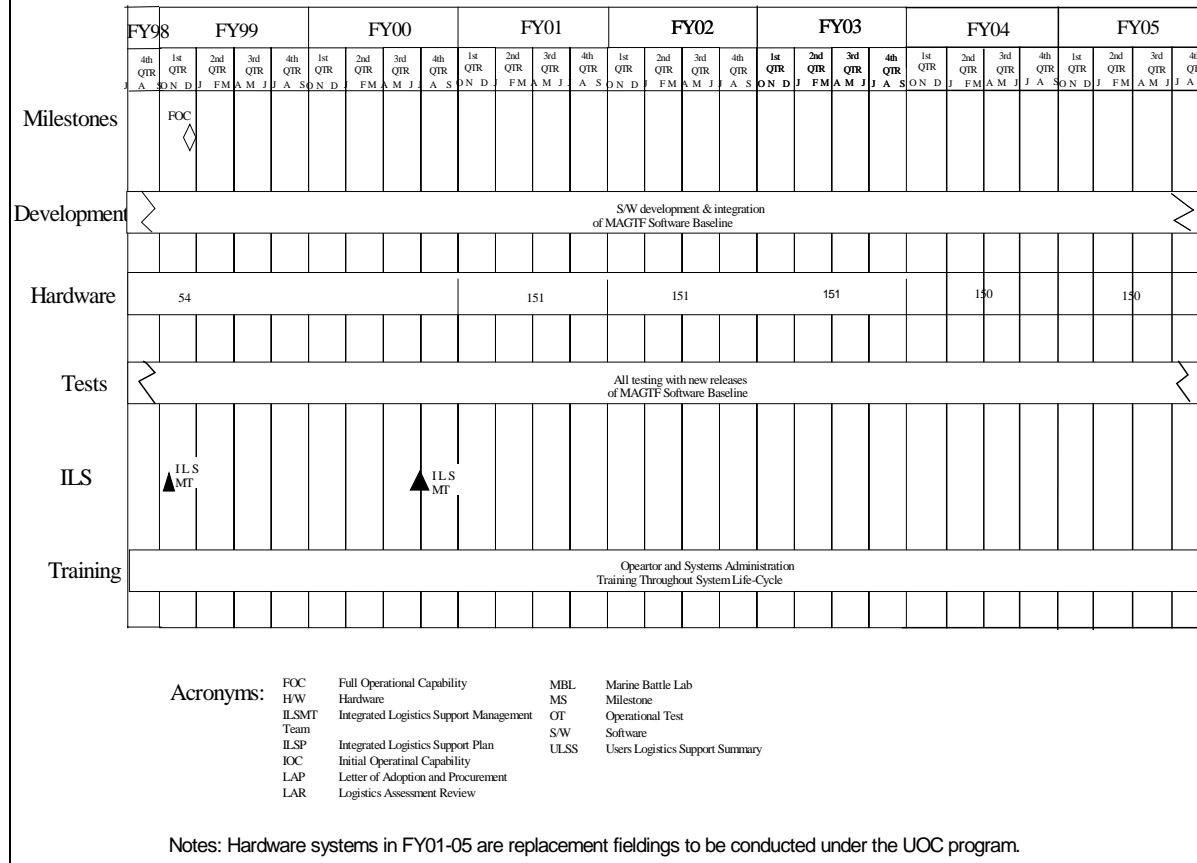 FY98 FY99 FY00 FY01 FY02 FY03 FY04 FY05
4th 1st 2nd 3rd 4th 1st 2nd 3rd 4th 1st 2nd 3rd 4th 1st 2nd 3rd 4th 1st 2nd 3rd 4th 1st 2nd 3rd 4th 1st 2nd 3rd 4th
QTR QTR QTR QTR QTR QTR QTR QTR QTR QTR QTR QTR QTR QTR QTR QTR QTR QTR QTR QTR QTR QTR QTR QTR QTR QTR QTR QTR QTR
J A S O N D J F M A M J J A S O N D J F M A M J J A S O N D J F M A M J J A S O N D J F M A M J J A S O N D J F M A M J J A S O N D J F M A M J J A S O N D J F M A M J J A S
Milestones
FOC
Development
S/W development & integration
of MAGTF Software Baseline
Hardware 54 151 151 151 150 150
Tests
All testing with new releases
of MAGTF Software Baseline
ILS
ILS
MT
ILS
MT
Training
Opeartor and Systems Administration
Training Throughout System Life-Cycle
Acronyms:
FOC Full Operational Capability
H/W Hardware
ILSMT Integrated Logistics Support Management
Team
ILSP Integrated Logistics Support Plan
IOC Initial Operatinal Capability
LAP Letter of Adoption and Procurement
LAR Logistics Assessment Review
MBL Marine Battle Lab
MS Milestone
OT Operational Test
S/W Software
ULSS Users Logistics Support Summary
Notes: Hardware systems in FY01-05 are replacement fieldings to be conducted under the UOC program.